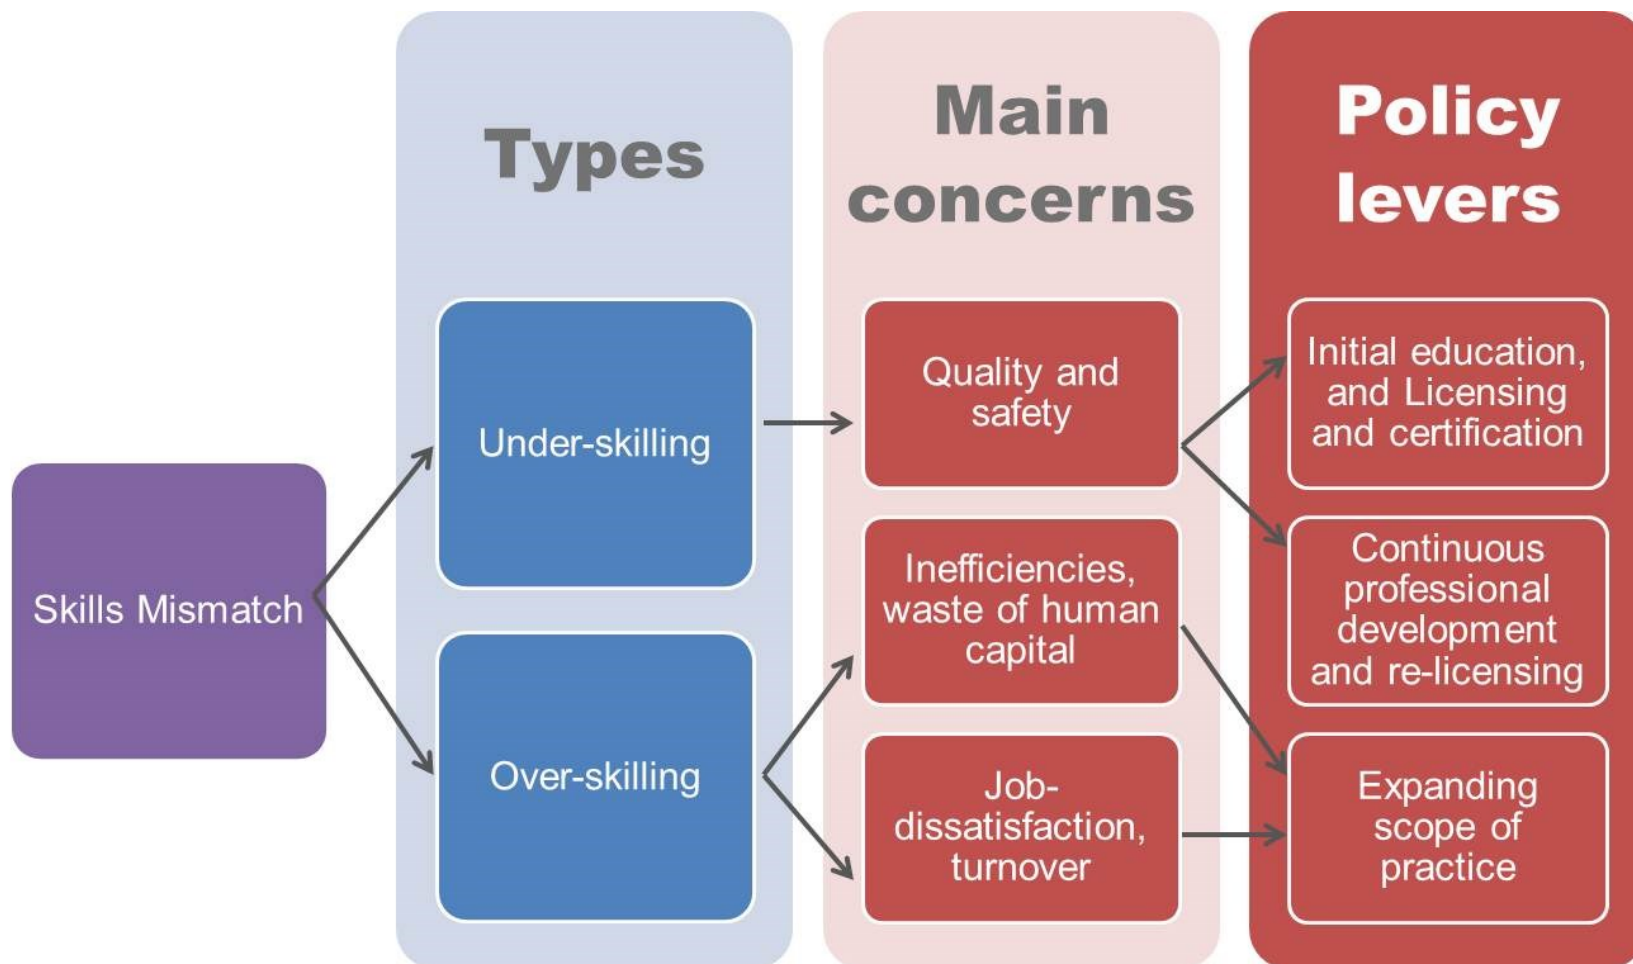 Types
Main
concerns
Policy
levers
Skills Mismatch
Under-skilling
Over-skilling
Quality and
safety
Inefficiencies,
waste of human
capital
Job-
dissatisfaction,
turnover
Initial education,
and Licensing
and certification
Continuous
professional
development
and re-licensing
Expanding
scope of
practice